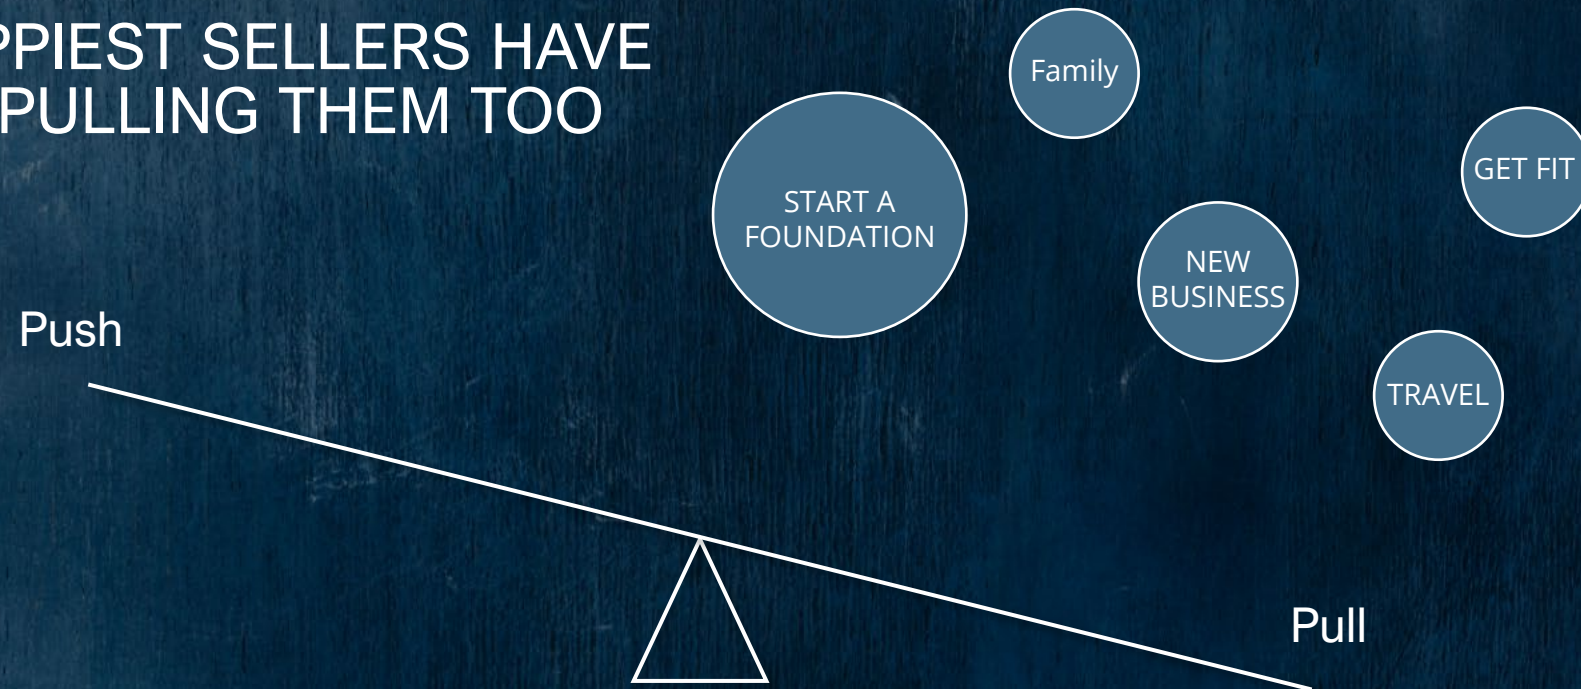 PPIEST SELLERS HAVE
PULLING THEM TOO
Family
START A
FOUNDATION
GET FIT
NEW
BUSINESS
Push
TRAVEL
Pull